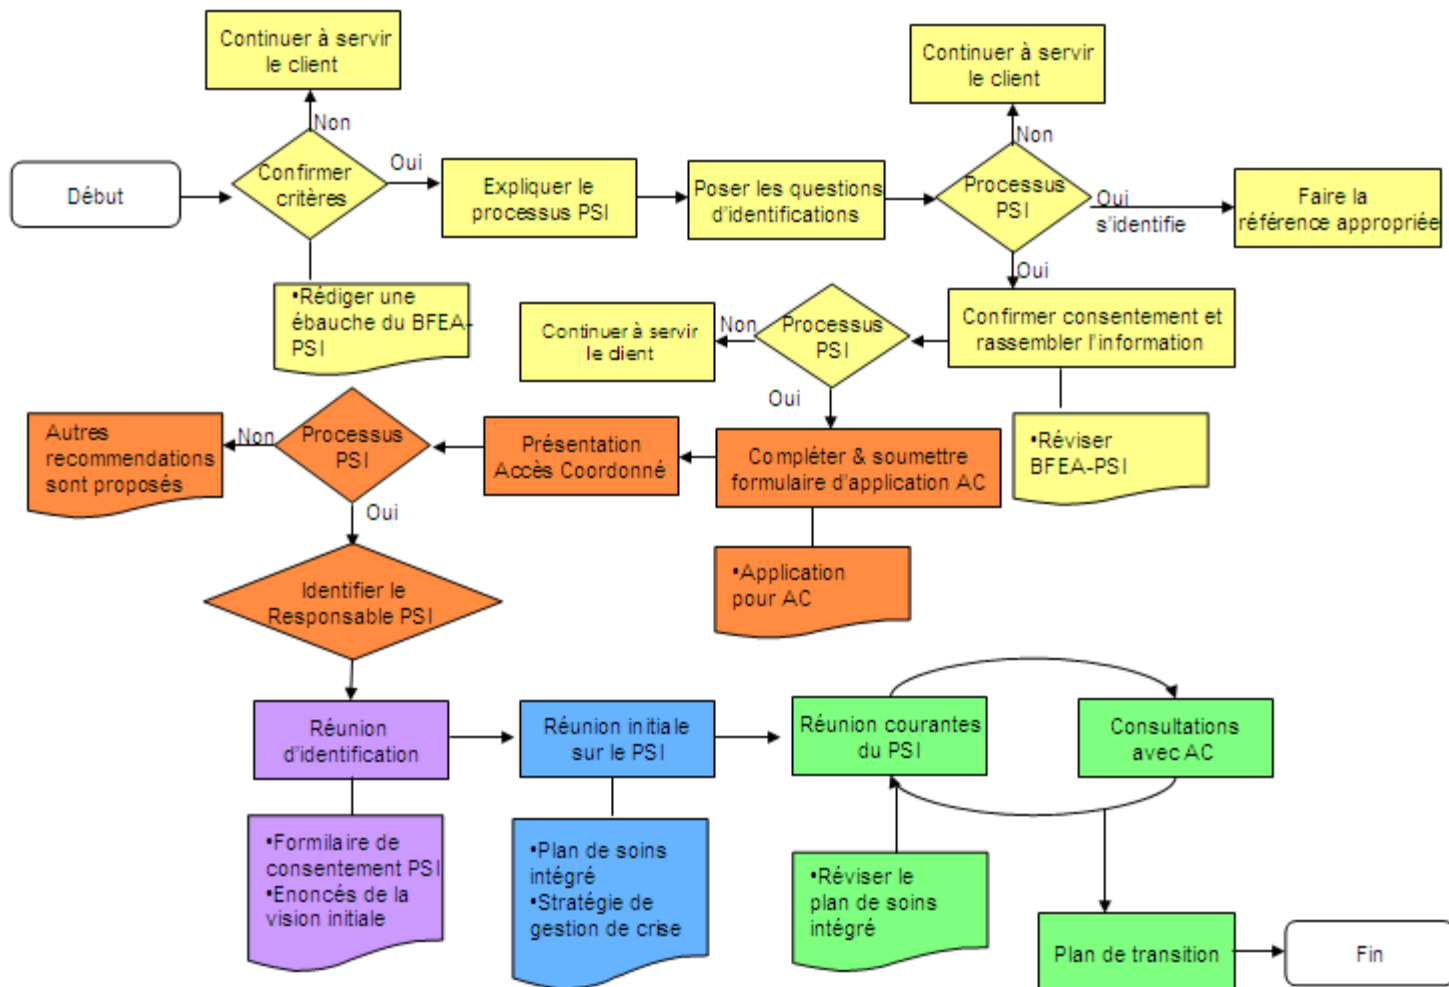 Continuer à servir
le client
Continuer à servir
le client
Non
Non
Début
Confirmer
critères
Oui
Expliquer le
processus PSI
Poser les questions
d'identifications
Processus
PSI
Oui
s'identifie
Faire la
référence appropriée
Oui
•Rédiger une
ébauche du BFEA-
PSI
Continuer à servir
le client
Non
Processus
PSI
Confirmer consentement et
rassembler l'information
Oui
Autres
recommendations
sont proposés
Non
Processus
PSI
Présentation
Accès Coordonné
Compléter & soumettre
formulaire d'application AC
•Réviser
BFEA-PSI
Oui
Identifier le
Responsable PSI
•Application
pour AC
Réunion
d'identification
Réunion initiale
sur le PSI
Réunion courantes
du PSI
Consultations
avec AC
•Formilaire de
consentement PSI
•Enoncés de la
vision initiale
•Plan de soins
intégré
•Stratégie de
gestion de crise
•Réviser le
plan de soins
intégré
Plan de transition
Fin